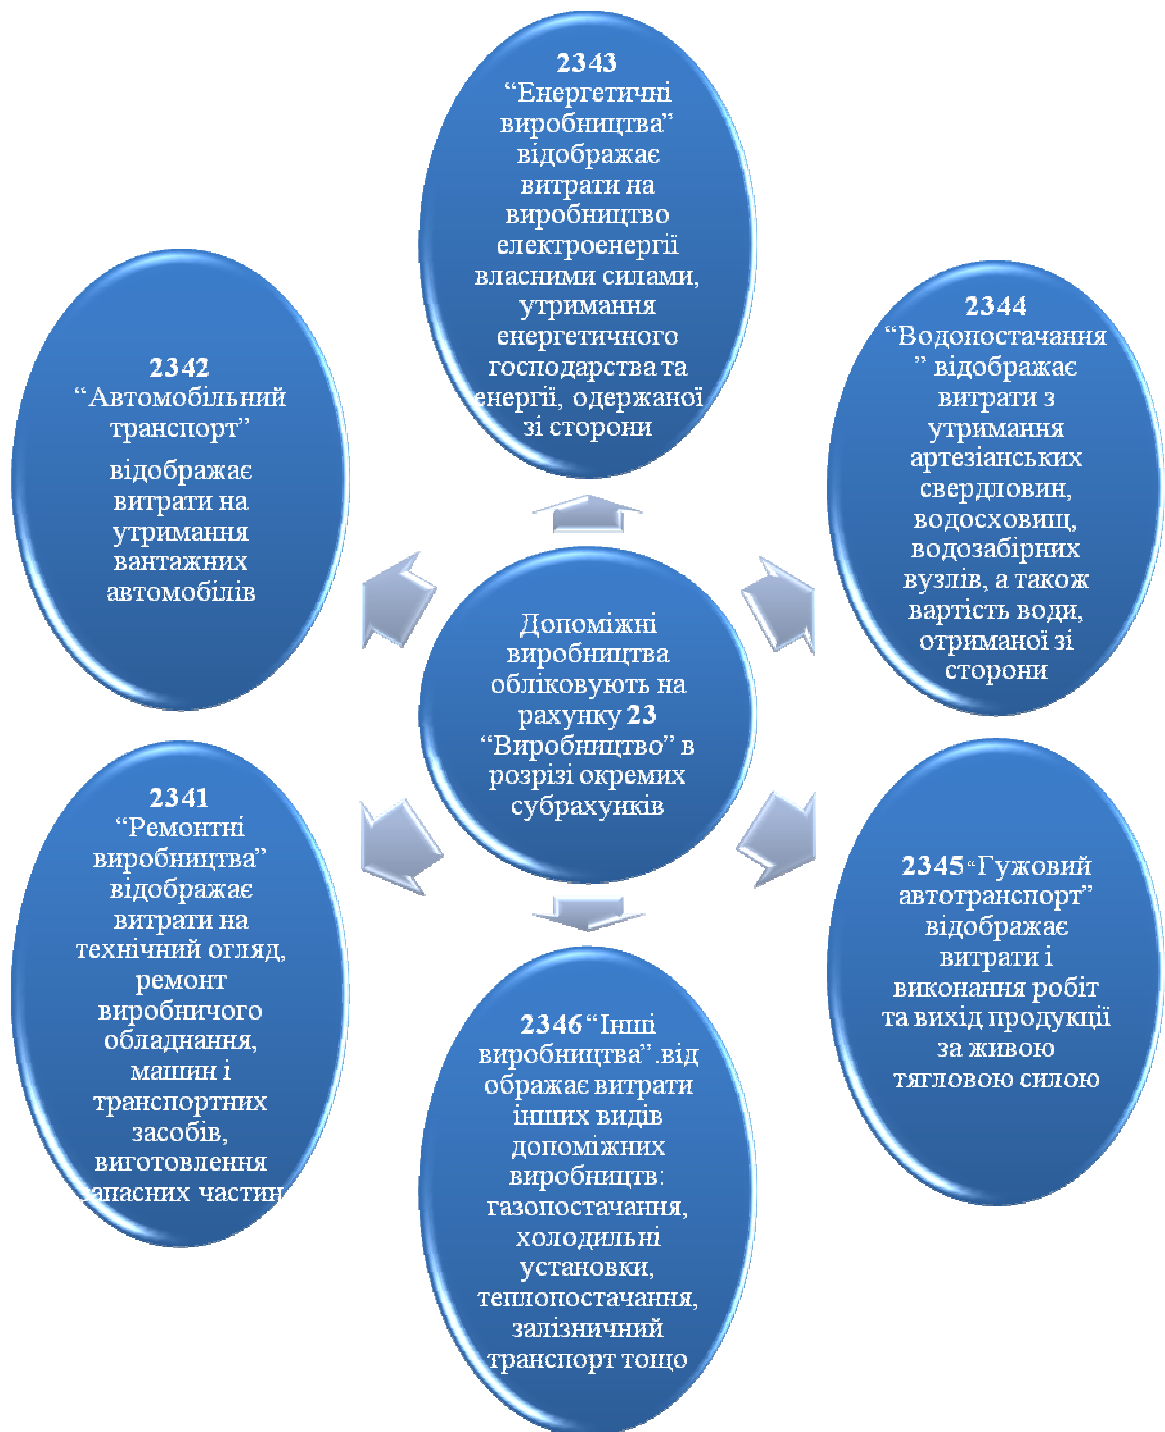 2343
“Енергетичні
виробництва”
відображає
витрати на
виробництво
електроенергії
власними силами,
утримання
енергетичного
господарства та
енергії, одержаної
зі сторони
2342
“Автомобільний
транспорт”
відображає
витрати на
утримання
вантажних
автомобілів
2344
“Водопостачання
” відображає
витрати з
утримання
артезіанських
свердловин,
водосховищ,
водозабірних
вузлів, а також
вартість води,
отриманої зі
сторони
Допоміжні
виробництва
обліковують на
рахунку 23
“Виробництво” в
розрізі окремих
субрахунків
2341
“Ремонтні
виробництва”
відображає
витрати на
технічний огляд,
ремонт
виробничого
обладнання,
машин і
транспортних
засобів,
виготовлення
запасних частин
2345 “Гужовий
автотранспорт”
відображає
витрати і
виконання робіт
та вихід продукції
за живою
тягловою силою
2346 “Інші
виробництва”.від
ображає витрати
інших видів
допоміжних
виробництв:
газопостачання,
холодильні
установки,
теплопостачання,
залізничний
транспорт тощо